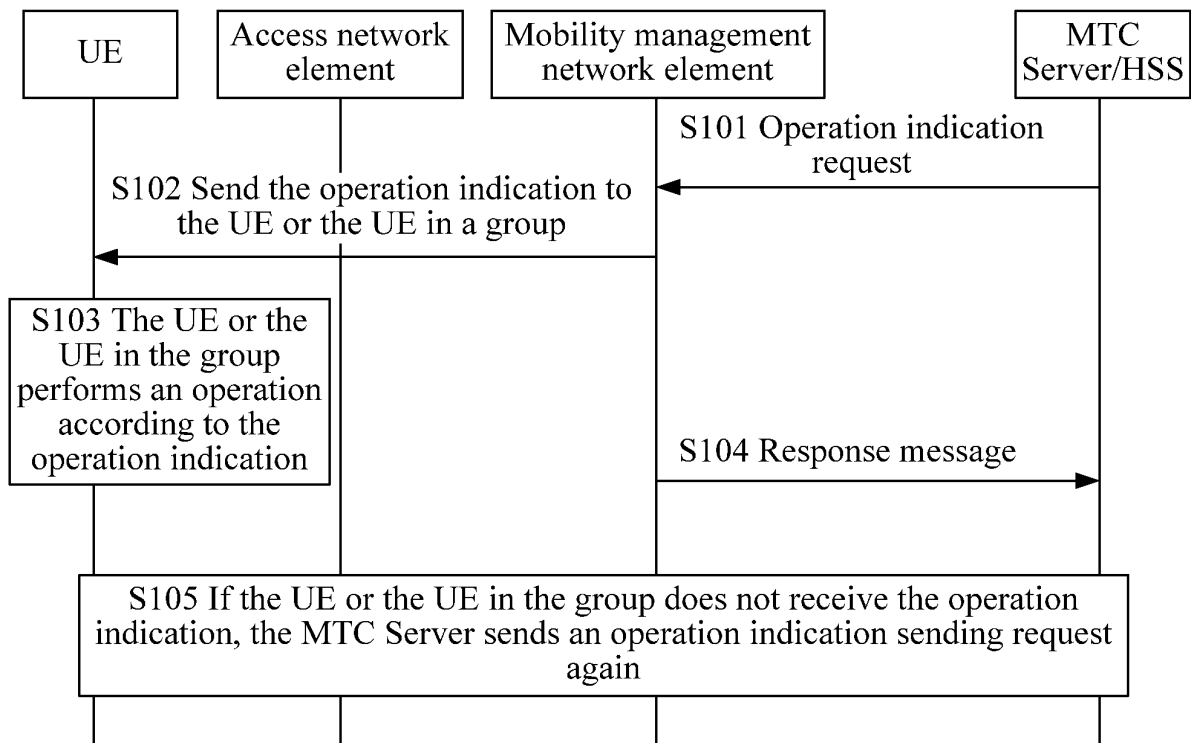 UE
Access network
element
Mobility management
network element
MTC
Server/HSS
S101 Operation indication
request
S102 Send the operation indication to
the UE or the UE in a group
S103 The UE or the
UE in the group
performs an operation
according to the
operation indication
S104 Response message
S105 If the UE or the UE in the group does not receive the operation
indication, the MTC Server sends an operation indication sending request
again